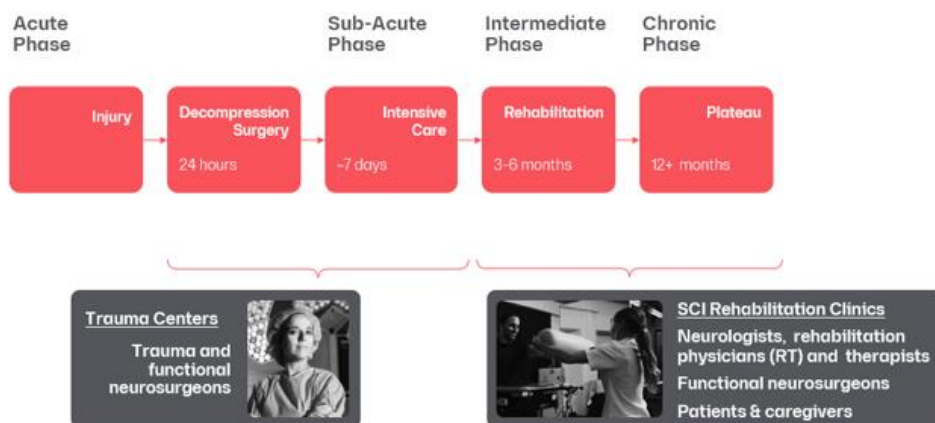 Acute
Phase
Sub-Acute
Phase
Intermediate
Phase
Chronic
Phase
Injury
Decompression
Surgery
24 hours
Intensive
Care
~7 days
Rehabilitation
3-6 months
Plateau
12+ months
Trauma Centers
Trauma and
functional
neurosurgeons
SCI Rehabilitation Clinics
Neurologists, rehabilitation
physicians (RT) and therapists
Functional neurosurgeons
Patients & caregivers